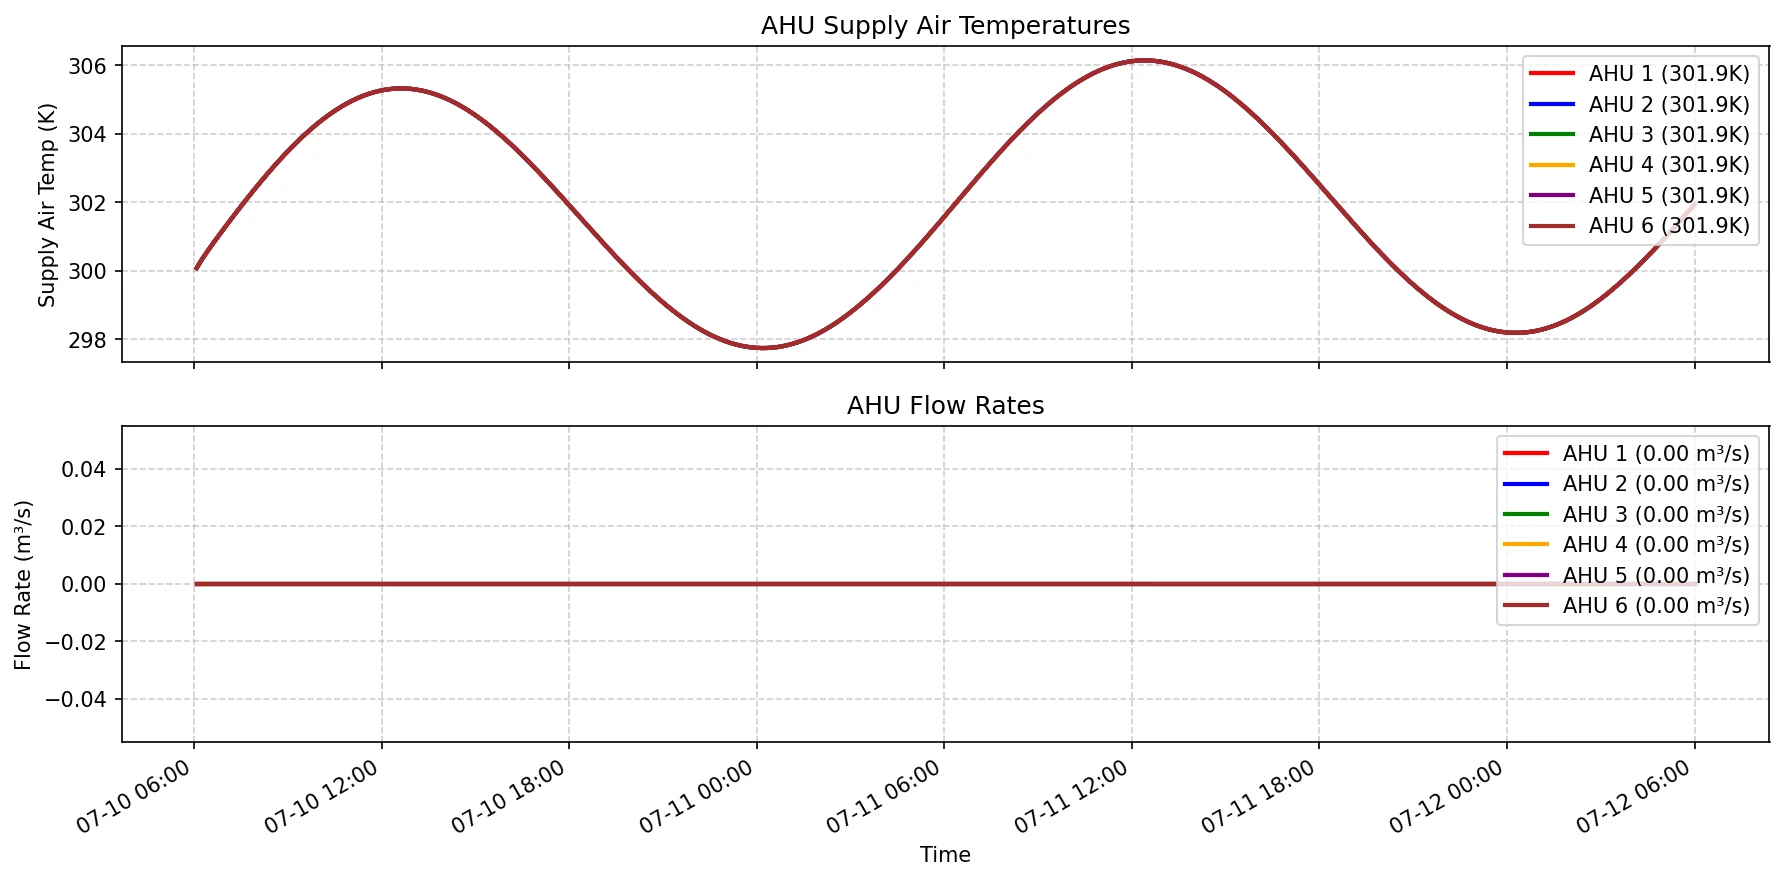 AHU Supply Air Temperatures
Supply Air Temp (K)
306
304
302
300
298
AHU 1 (301.9K)
AHU 2 (301.9K)
AHU 3 (301.9K)
AHU 4 (301.9K)
AHU 5 (301.9K)
AHU 6 (301.9K)
AHU Flow Rates
Flow Rate (m³/s)
0.04
0.02
0.00
−0.02
−0.04
AHU 1 (0.00 m³/s)
AHU 2 (0.00 m³/s)
AHU 3 (0.00 m³/s)
AHU 4 (0.00 m³/s)
AHU 5 (0.00 m³/s)
AHU 6 (0.00 m³/s)
07-10 06:00
07-10 12:00
07-10 18:00
07-11 00:00
07-11 06:00
07-11 12:00
07-11 18:00
07-12 00:00
07-12 06:00
Time